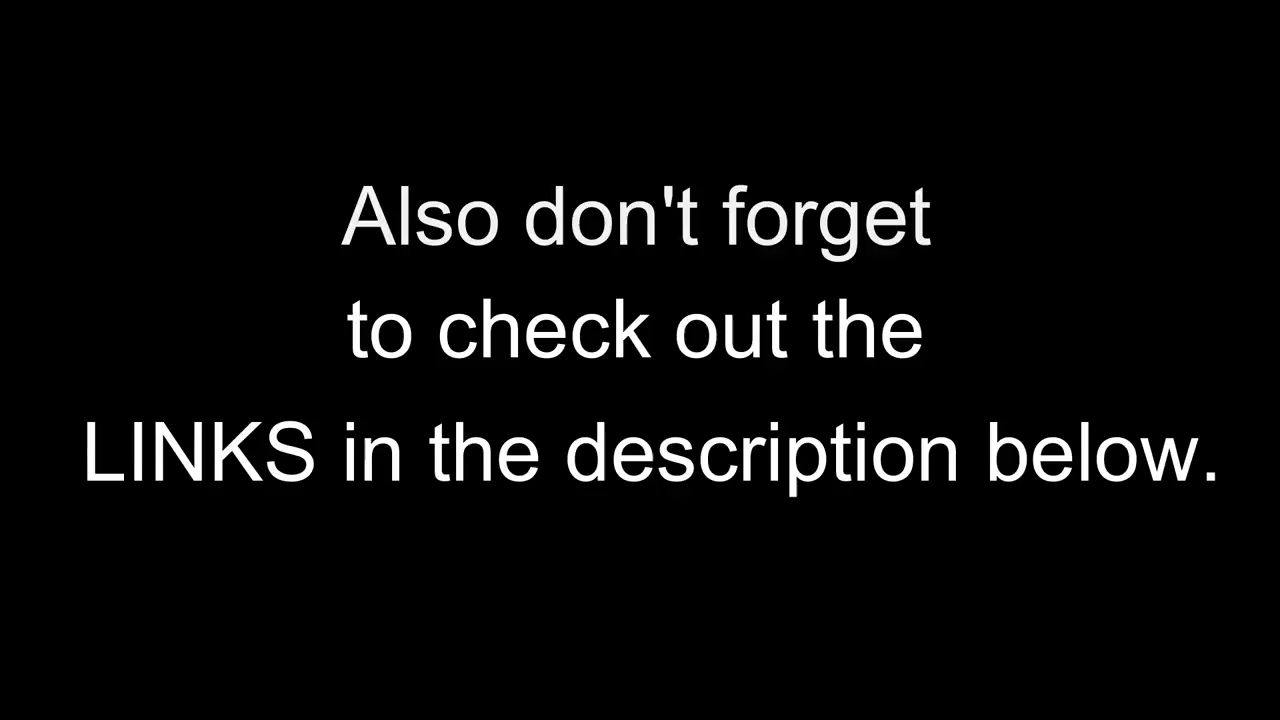 Also don't forget
to check out the
LINKS in the description below.